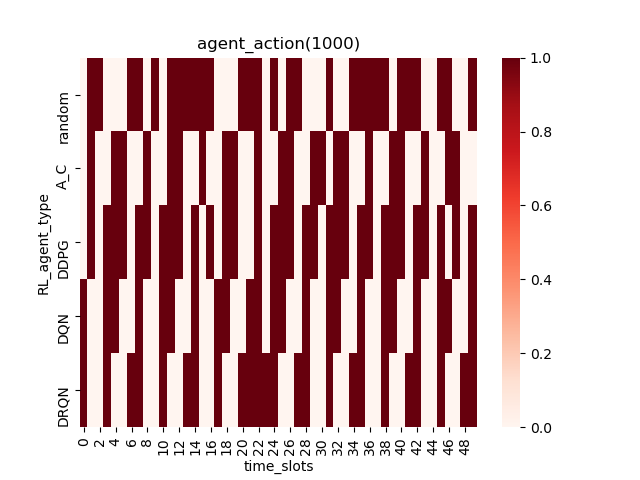 agent_action(1000)
RL_agent_type
random
A_C
DDPG
DQN
DRQN
0 2 4 6 8 10 12 14 16 18 20 22 24 26 28 30 32 34 36 38 40 42 44 46 48
time_slots
1.0
0.8
0.6
0.4
0.2
0.0